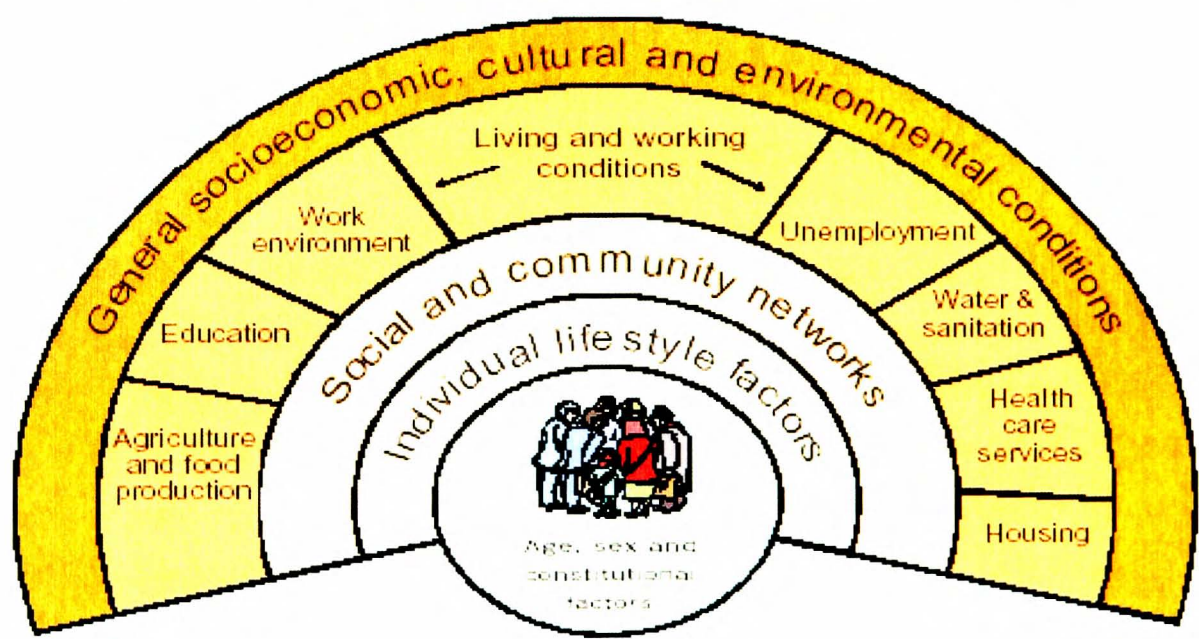 General socioeconomic, cultural and environmental conditions
Living and working
conditions
Work
environment
Unemployment
Education
Water &
sanitation
Agriculture
and food
production
Health
care
services
Housing
Social and community networks
Individual lifestyle factors
Age, sex and
constitutional
factors